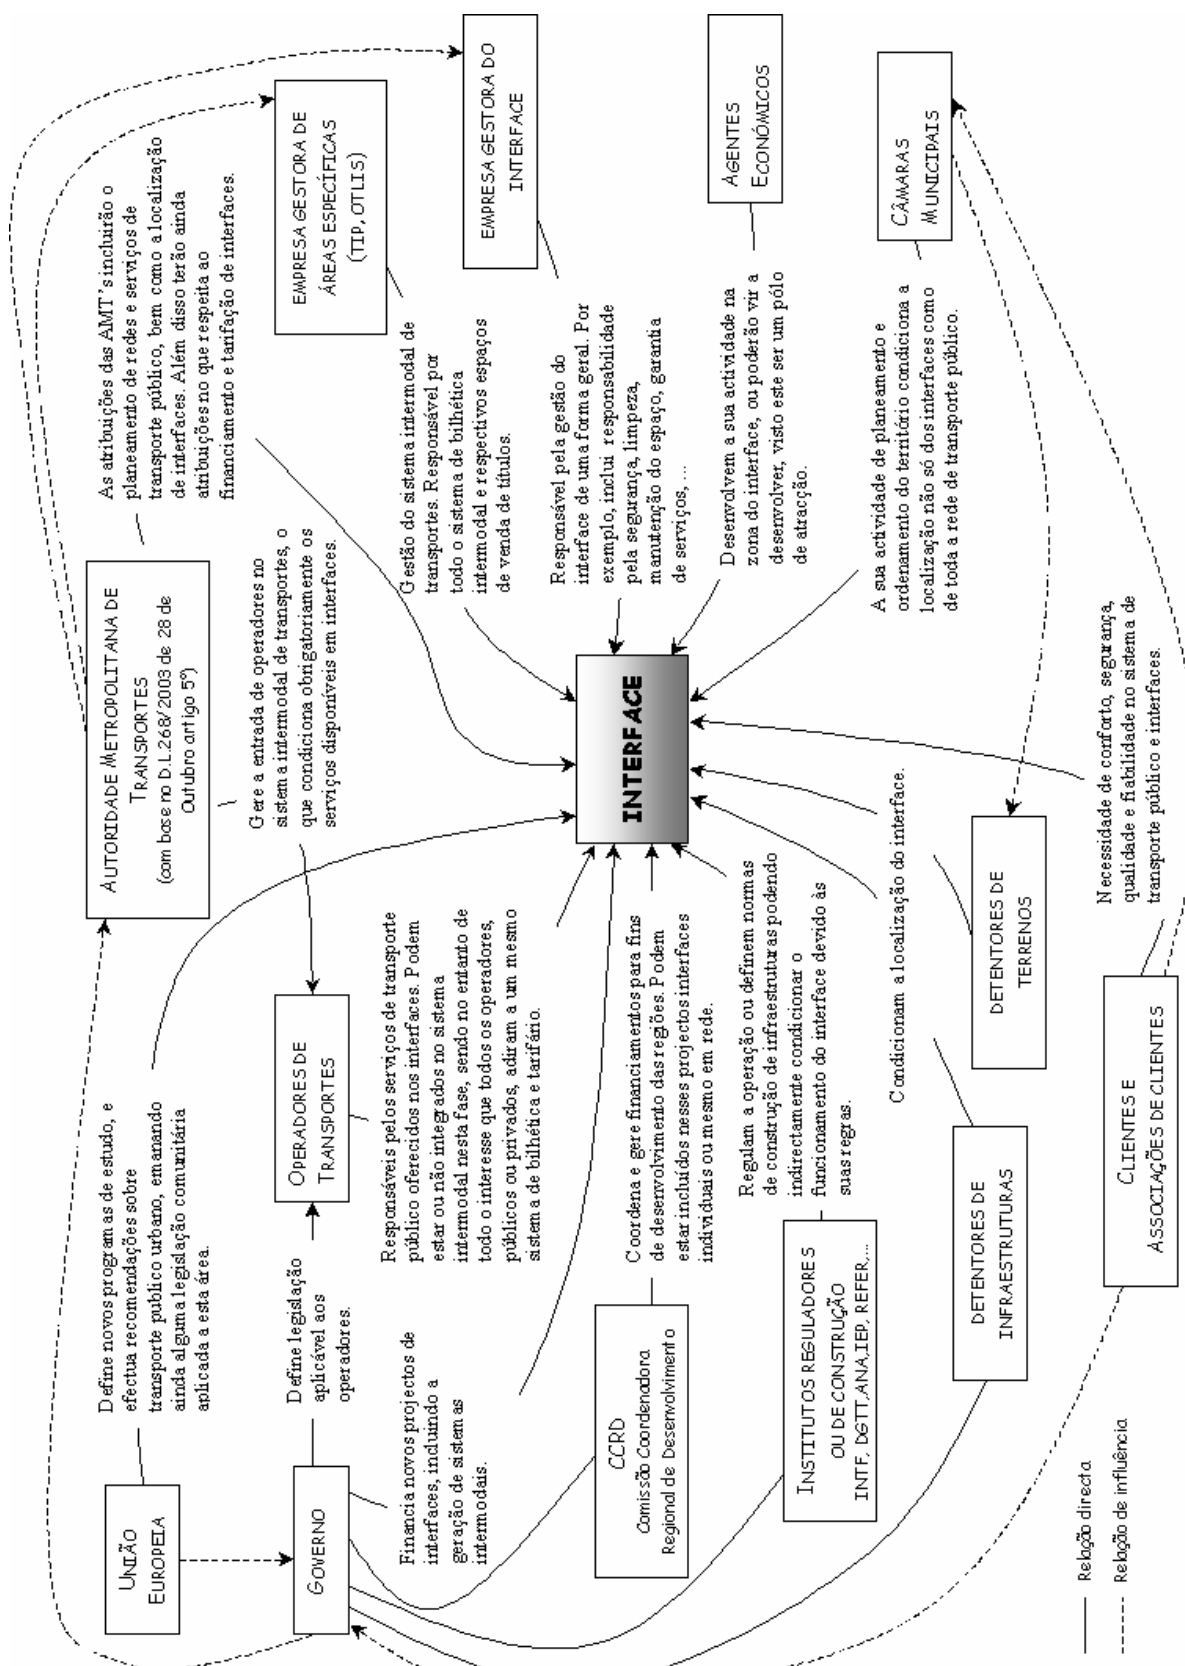 UNIÃO
EUROPEIA
Define novos programas de estudo, e
efectua recomendações sobre
transporte publico urbano, emanando
ainda alguma legislação comunitária
aplicada a esta área.
AUTORIDADE METROPOLITANA DE
TRANSPORTES
(com base no D.L.268/2003 de 28 de
Outubro artigo 5º)
As atribuições das AMT's incluirão o
planeamento de redes e serviços de
transporte público, bem como a localização
de interfaces. Além disso terão ainda
atribuições no que respeita ao
financiamento e tarifação de interfaces.
GOVERNO
Define legislação
aplicável aos
operadores.
OPERADORES DE
TRANSPORTES
Gere a entrada de operadores no
sistema intermodal de transportes, o
que condiciona obrigatoriamente os
serviços disponíveis em interfaces.
EMPRESA GESTORA DE
ÁREAS ESPECÍFICAS
(TIP, OTLIS)
Financia novos projectos de
interfaces, incluindo a
geração de sistemas
intermodais.
Responsáveis pelos serviços de transporte
público oferecidos nos interfaces. Podem
estar ou não integrados no sistema
intermodal nesta fase, sendo no entanto de
todo o interesse que todos os operadores,
públicos ou privados, adiram a um mesmo
sistema de bilhética e tarifário.
Gestão do sistema intermodal de
transportes. Responsável por
todo o sistema de bilhética
intermodal e respectivos espaços
de venda de títulos.
EMPRESA GESTORA DO
INTERFACE
Responsável pela gestão do
interface de uma forma geral. Por
exemplo, inclui responsabilidade
pela segurança, limpeza,
manutenção do espaço, garantia
de serviços, ...
INTERFACE
CCRD
Comissão Coordenadora
Regional de Desenvolvimento
Coordena e gere financiamentos para fins
de desenvolvimento das regiões. Podem
estar incluídos nesses projectos interfaces
individuais ou mesmo em rede.
AGENTES
ECONÓMICOS
Desenvolvem a sua actividade na
zona do interface, ou poderão vir a
desenvolver, visto este ser um pólo
de atracção.
INSTITUTOS REGULADORES
OU DE CONSTRUÇÃO
INTF, DGTT,ANA,IEP, REFER,...
Regulam a operação ou definem normas
de construção de infraestruturas podendo
indirectamente condicionar o
funcionamento do interface devido às
suas regras.
CÂMARAS
MUNICIPAIS
A sua actividade de planeamento e
ordenamento do território condiciona a
localização não só dos interfaces como
de toda a rede de transporte público.
DETENTORES DE
INFRAESTRUTURAS
Condicionam a localização do interface.
DETENTORES DE
TERRENOS
CLIENTES E
ASSOCIAÇÕES DE CLIENTES
Necessidade de conforto, segurança,
qualidade e fiabilidade no sistema de
transporte público e interfaces.
Relação directa
Relação de influência